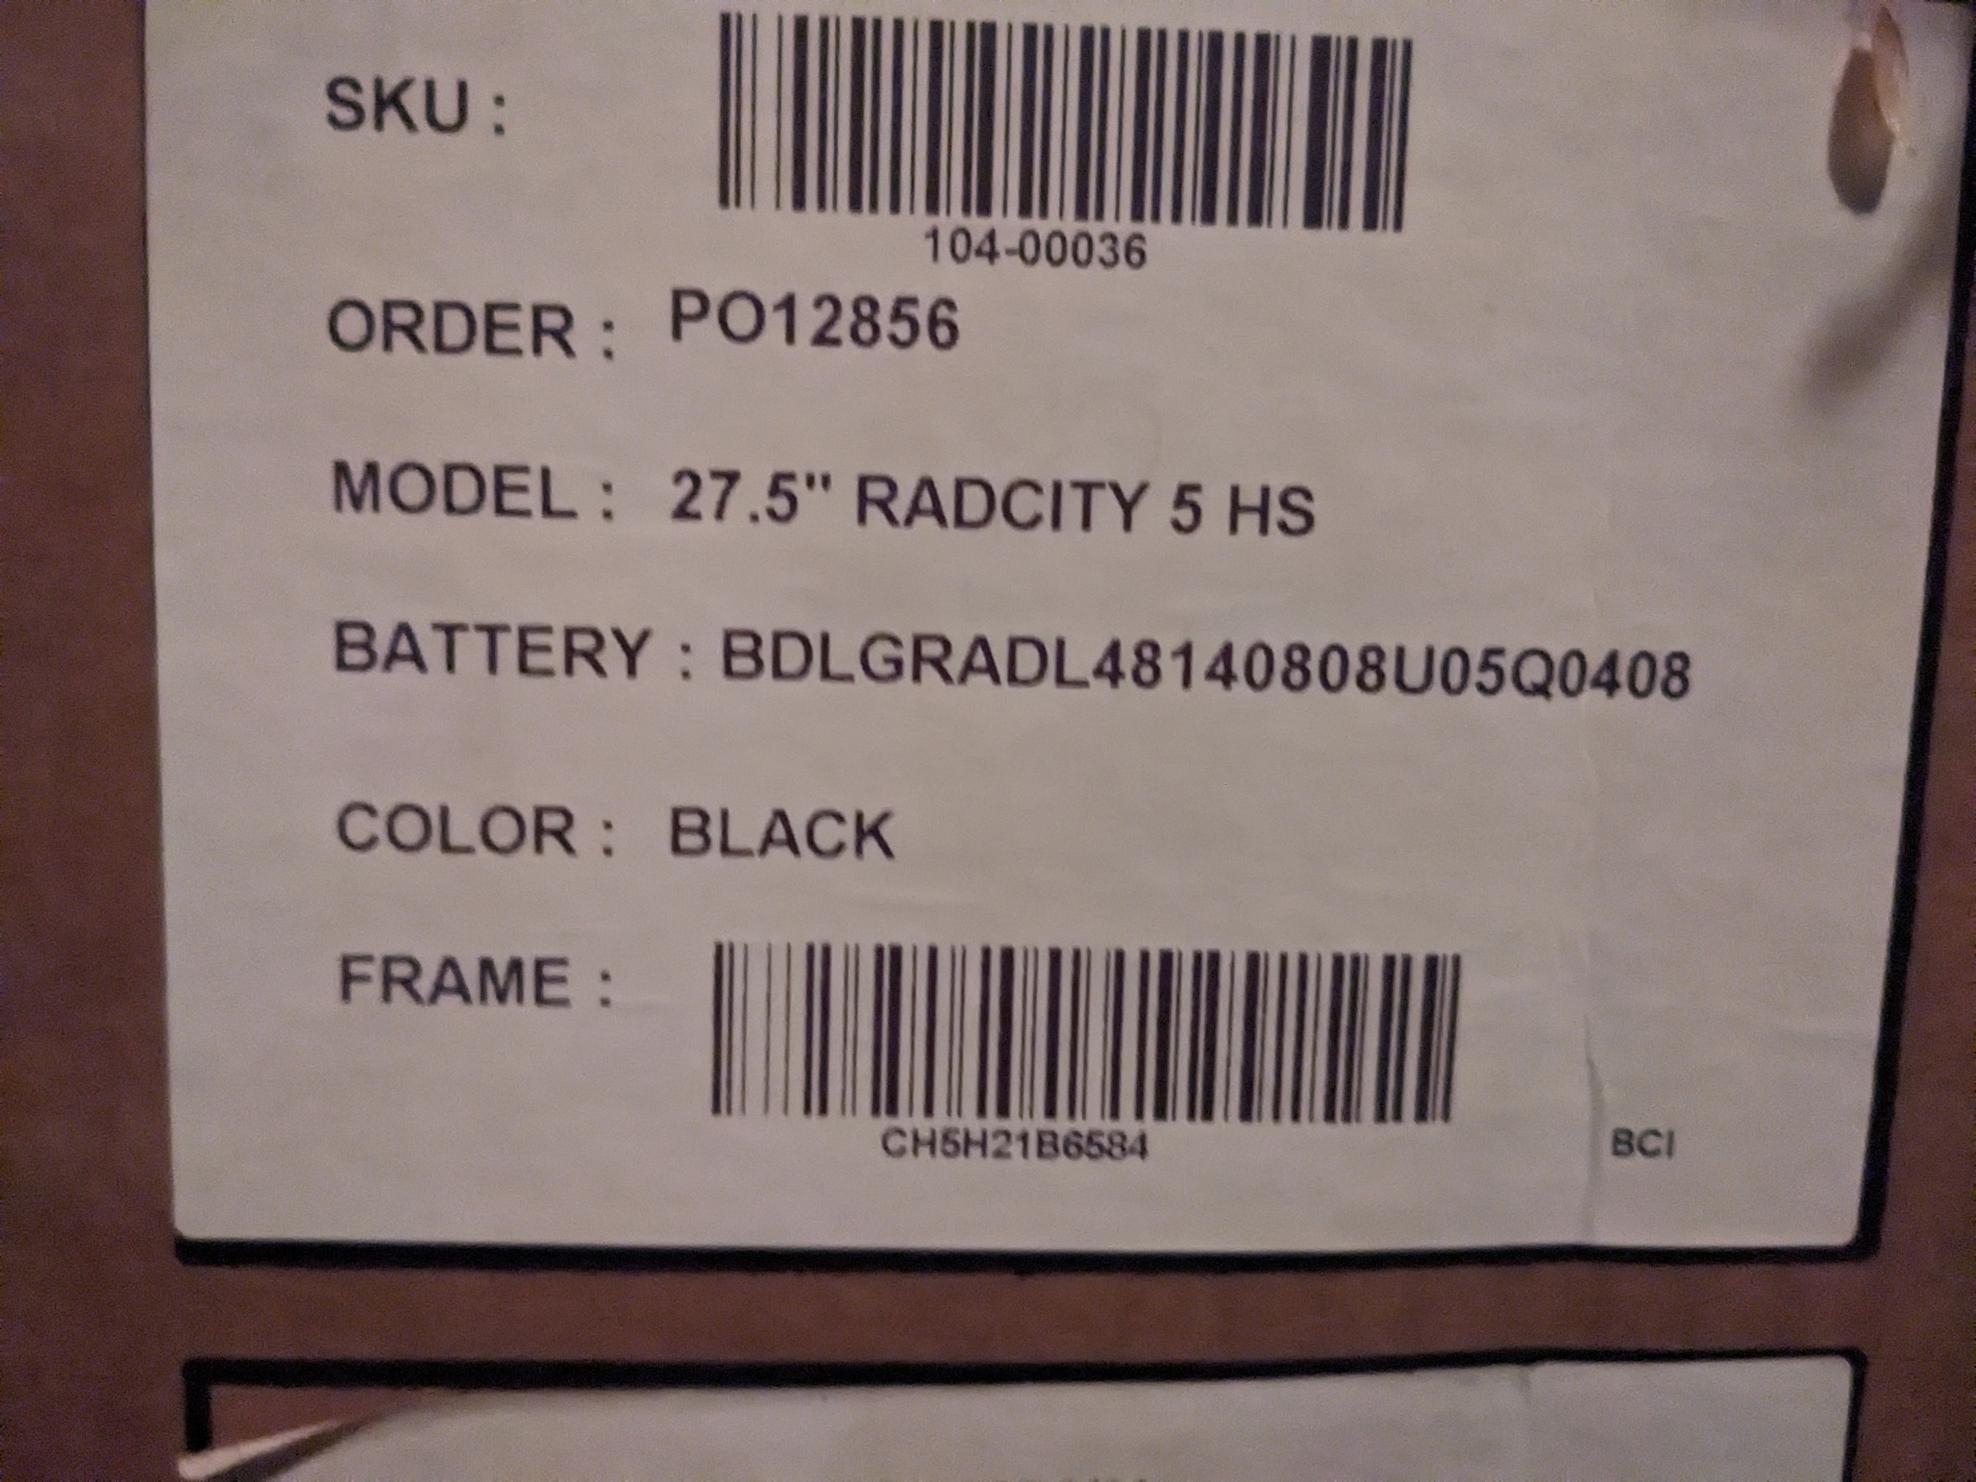 SKU :
104-00036
ORDER : PO12856
MODEL : 27.5" RADCITY 5 HS
BATTERY : BDLGRADL48140808U05Q0408
COLOR : BLACK
FRAME :
CH5H21B6584
BCI